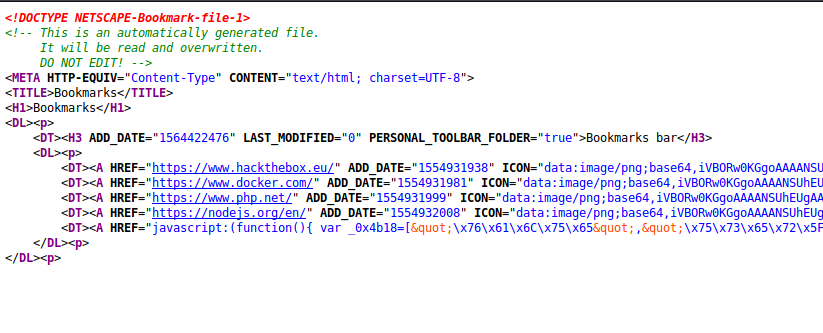 <!DOCTYPE NETSCAPE-Bookmark-file-1>
<!-- This is an automatically generated file.
     It will be read and overwritten.
     DO NOT EDIT! -->
<META HTTP-EQUIV="Content-Type" CONTENT="text/html; charset=UTF-8">
<TITLE>Bookmarks</TITLE>
<H1>Bookmarks</H1>
<DL><p>
    <DT><H3 ADD_DATE="1564422476" LAST_MODIFIED="0" PERSONAL_TOOLBAR_FOLDER="true">Bookmarks bar</H3>
    <DL><p>
        <DT><A HREF="https://www.hackthebox.eu/" ADD_DATE="1554931938" ICON="data:image/png;base64,iVBORw0KGgoAAAANSU
        <DT><A HREF="https://www.docker.com/" ADD_DATE="1554931981" ICON="data:image/png;base64,iVBORw0KGgoAAAANSUhEU
        <DT><A HREF="https://www.php.net/" ADD_DATE="1554931999" ICON="data:image/png;base64,iVBORw0KGgoAAAANSUhEUgAA
        <DT><A HREF="https://nodejs.org/en/" ADD_DATE="1554932008" ICON="data:image/png;base64,iVBORw0KGgoAAAANSUhEUg
        <DT><A HREF="javascript:(function(){ var _0x4b18=[&quot;\x76\x61\x6C\x75\x65&quot;,&quot;\x75\x73\x65\x72\x5F
    </DL><p>
</DL><p>